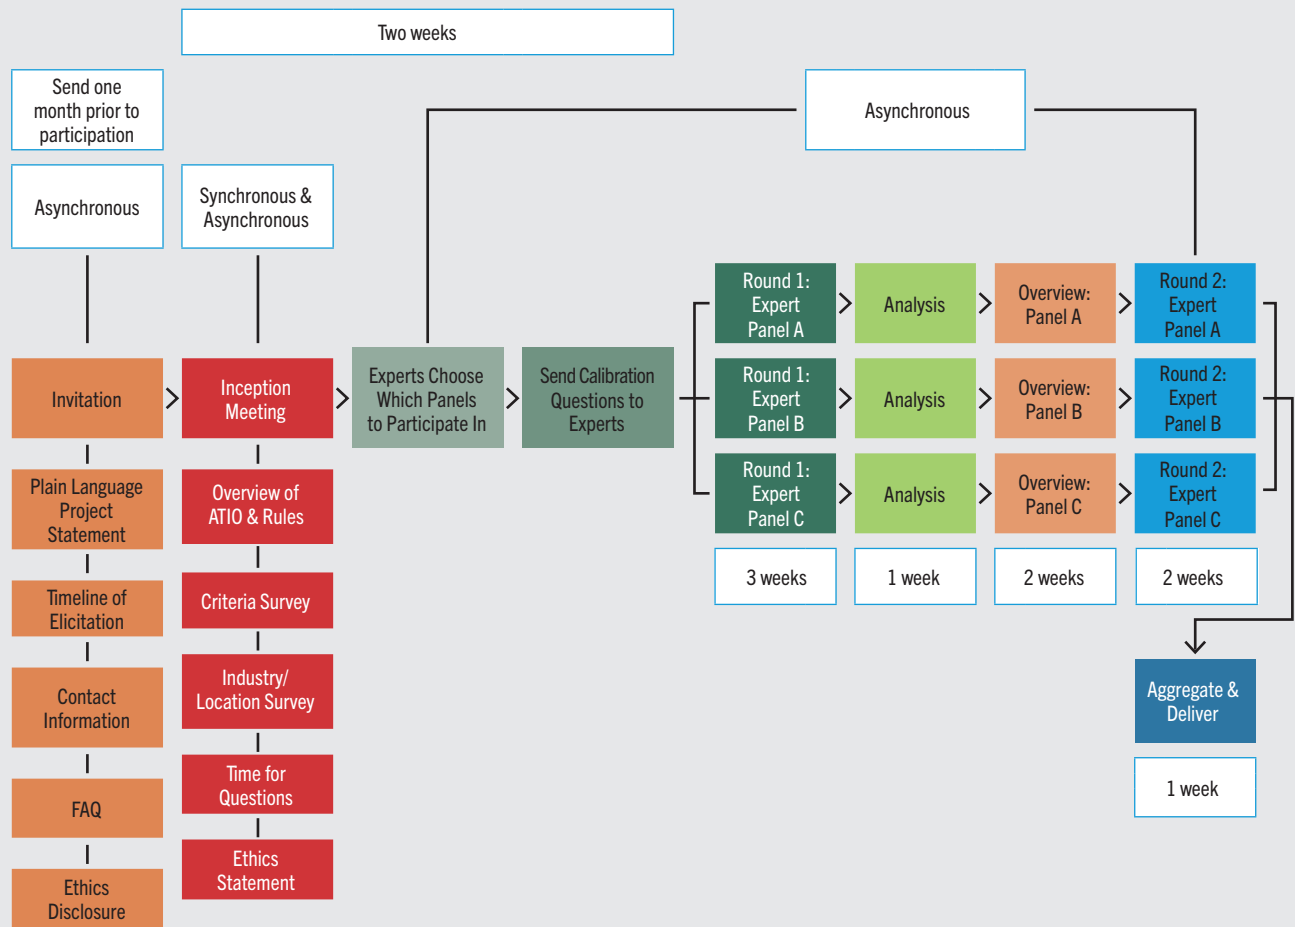 Two weeks
Send one
month prior to
participation
Asynchronous
Asynchronous
Synchronous &
Asynchronous
Invitation
Plain Language
Project
Statement
Timeline of
Elicitation
Contact
Information
FAQ
Ethics
Disclosure
Inception
Meeting
Overview of
ATIO & Rules
Criteria Survey
Industry/
Location Survey
Time for
Questions
Ethics
Statement
Experts Choose
Which Panels
to Participate In
Send Calibration
Questions to
Experts
Round 1:
Expert
Panel A
Analysis
Overview:
Panel A
Round 2:
Expert
Panel A
Round 1:
Expert
Panel B
Analysis
Overview:
Panel B
Round 2:
Expert
Panel B
Round 1:
Expert
Panel C
Analysis
Overview:
Panel C
Round 2:
Expert
Panel C
3 weeks
1 week
2 weeks
2 weeks
Aggregate &
Deliver
1 week